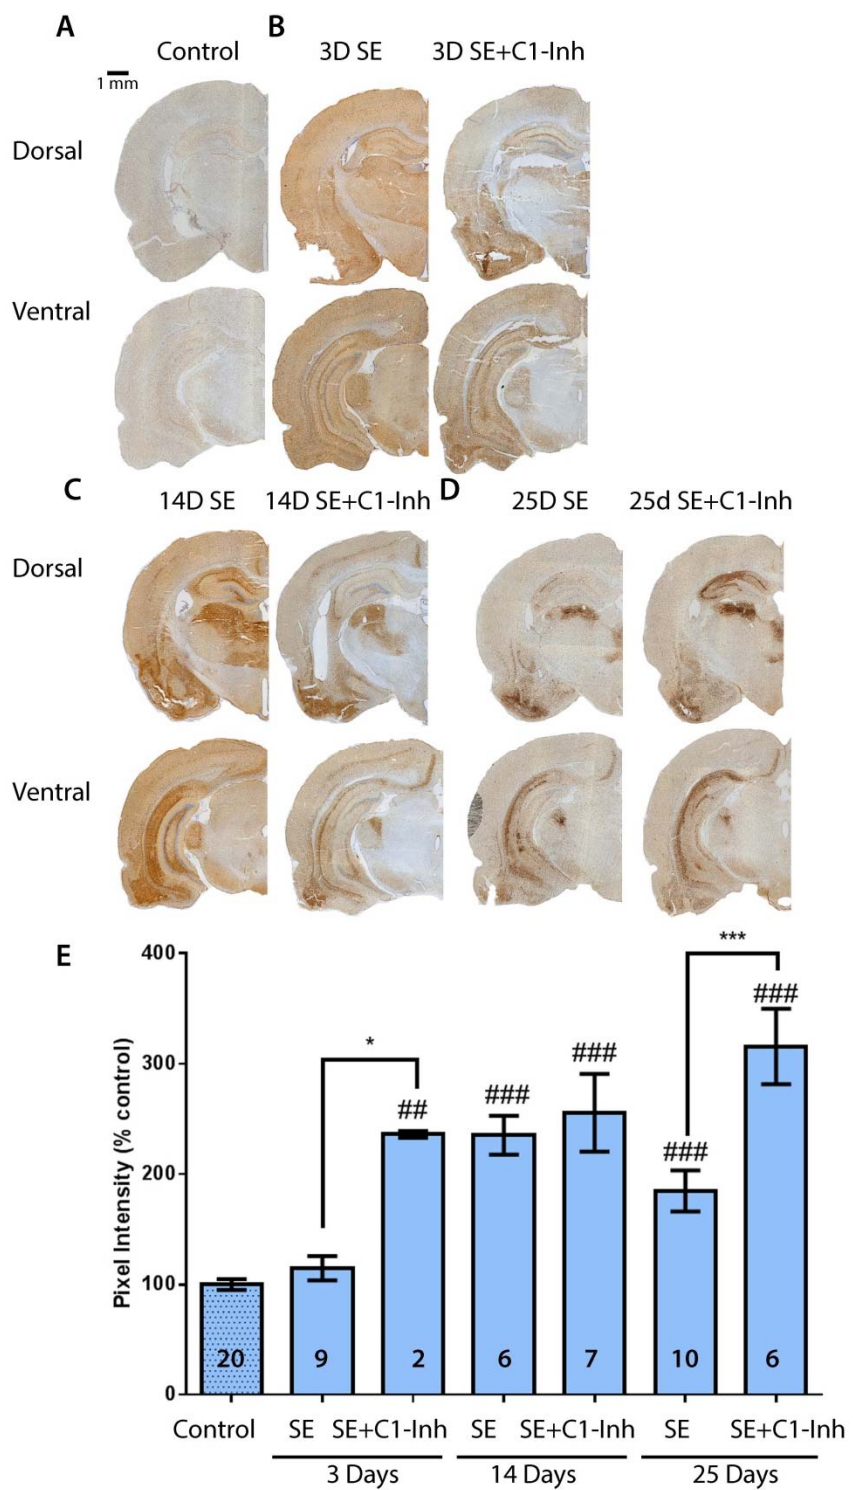 A
B
Control
3D SE
3D SE+C1-Inh
1 mm
Dorsal
Ventral
C
D
14D SE
14D SE+C1-Inh
25D SE
25d SE+C1-Inh
Dorsal
Ventral
E
Pixel Intensity (% control)
400
300
200
100
0
*
***
##
###
###
###
###
20
9
2
6
7
10
6
Control
SE
SE+C1-Inh
SE
SE+C1-Inh
SE
SE+C1-Inh
3 Days
14 Days
25 Days